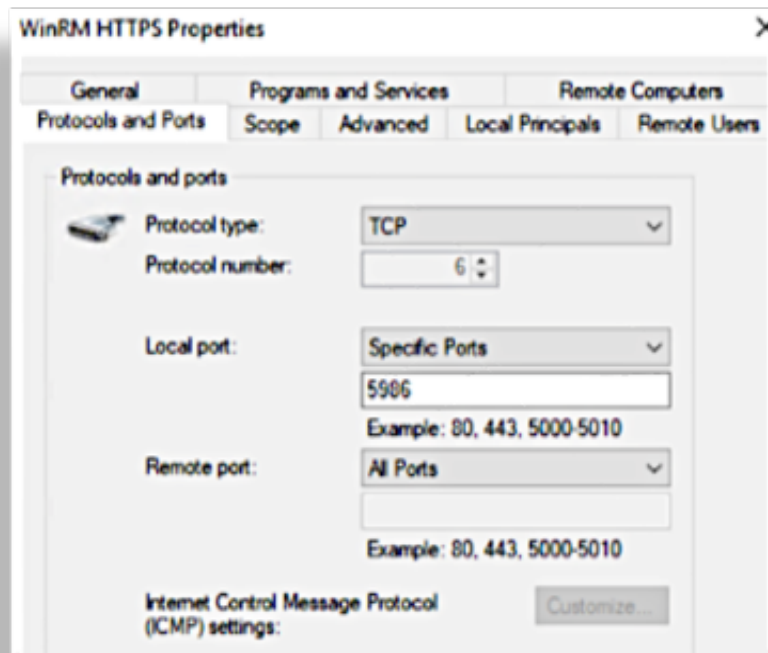 WinRM HTTPS Properties
General Programs and Services Remote Computers
Protocols and Ports Scope Advanced Local Principals Remote Users
Protocols and ports
Protocol type: TCP
Protocol number: 6
Local port: Specific Ports
5986
Example: 80, 443, 5000-5010
Remote port: All Ports
Example: 80, 443, 5000-5010
Internet Control Message Protocol
(ICMP) settings: Customize...